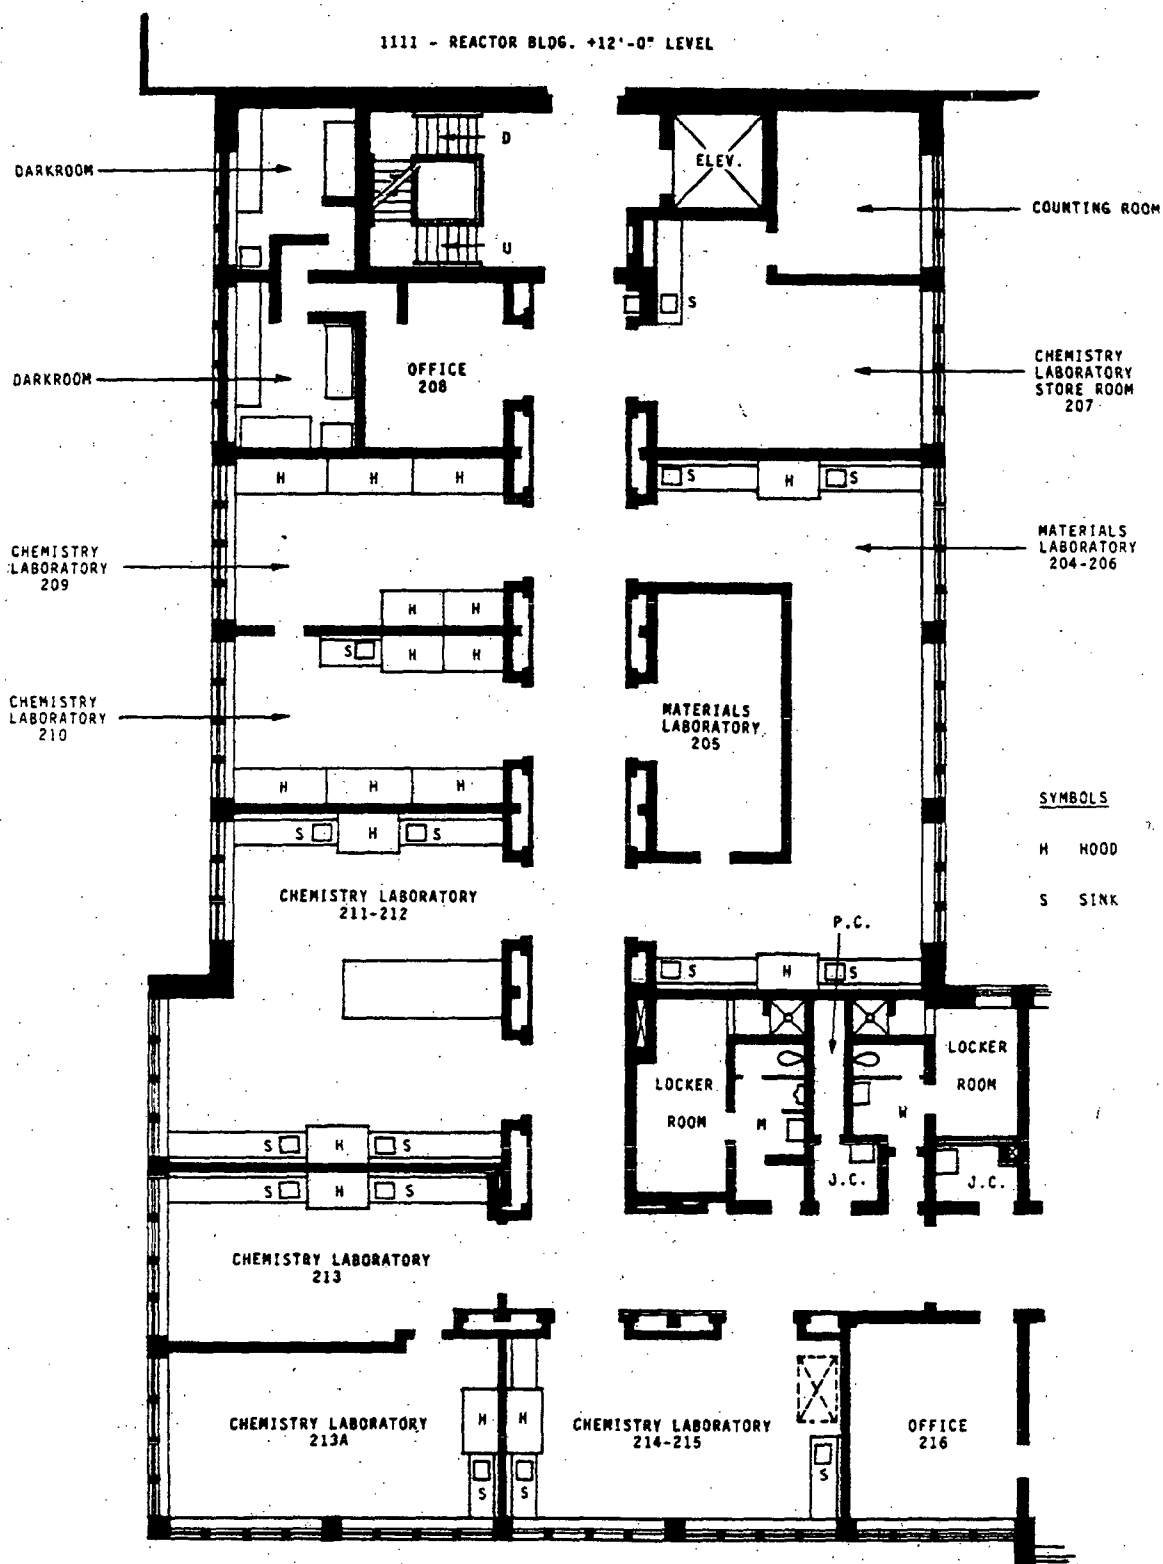 1111 - REACTOR BLDG. +12'-0" LEVEL
D
DARKROOM
ELEV.
COUNTING ROOM
U
S
DARKROOM
OFFICE
208
CHEMISTRY
LABORATORY
STORE ROOM
207
H H H
S H S
CHEMISTRY
LABORATORY
209
MATERIALS
LABORATORY
204-206
H H
S H H
CHEMISTRY
LABORATORY
210
MATERIALS
LABORATORY
205
H H H
S H S
SYMBOLS
H HOOD
S SINK
CHEMISTRY LABORATORY
211-212
P.C.
S H S
LOCKER
ROOM
LOCKER
ROOM
M
W
S H S
S H S
J.C.
J.C.
CHEMISTRY LABORATORY
213
CHEMISTRY LABORATORY
213A
H H
S S
CHEMISTRY LABORATORY
214-215
S
OFFICE
216